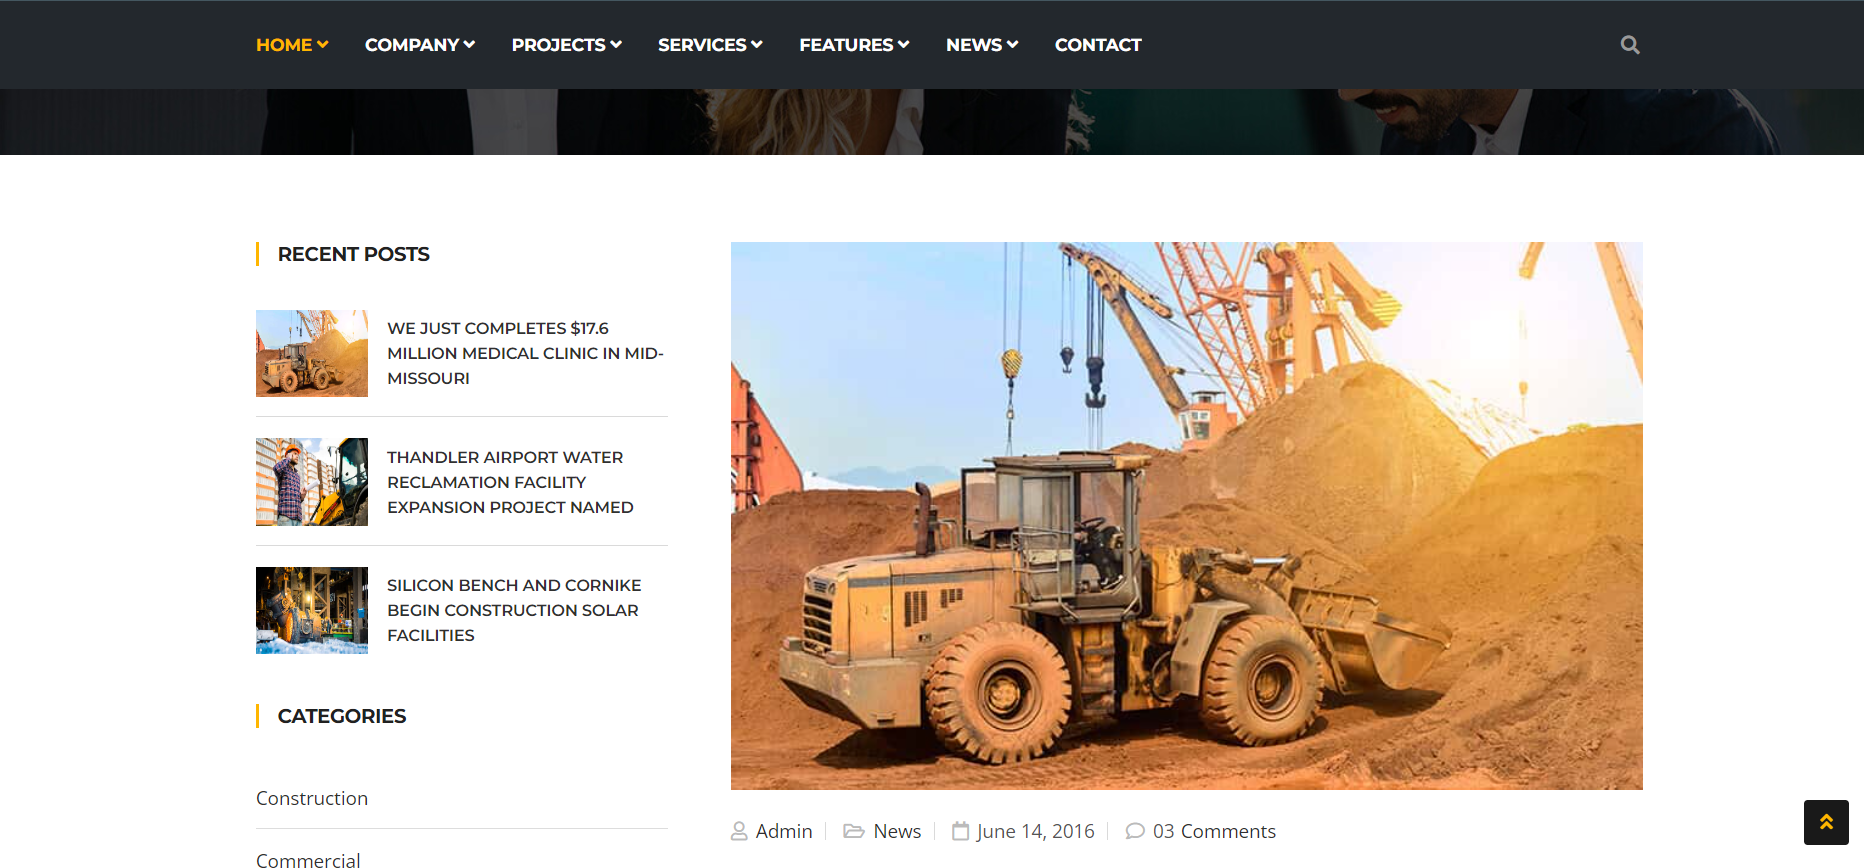 HOME COMPANY PROJECTS SERVICES FEATURES NEWS CONTACT
RECENT POSTS
WE JUST COMPLETES $17.6
MILLION MEDICAL CLINIC IN MID-
MISSOURI
THANDLER AIRPORT WATER
RECLAMATION FACILITY
EXPANSION PROJECT NAMED
SILICON BENCH AND CORNIKE
BEGIN CONSTRUCTION SOLAR
FACILITIES
CATEGORIES
Construction
Commercial
Admin News June 14, 2016 03 Comments